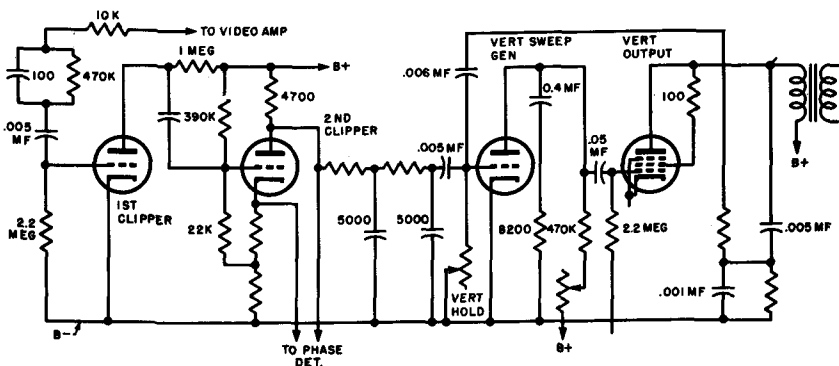 10K
TO VIDEO AMP
1 MEG
B+
100
470K
.005
MF
390K
4700
2ND CLIPPER
1ST CLIPPER
2.2
MEG
22K
B-
TO PHASE
DET.
5000
5000
.005 MF
.006 MF
VERT
HOLD
VERT SWEEP
GEN
0.4 MF
8200
470K
B+
.05
MF
2.2 MEG
VERT
OUTPUT
100
B+
.005 MF
.001 MF